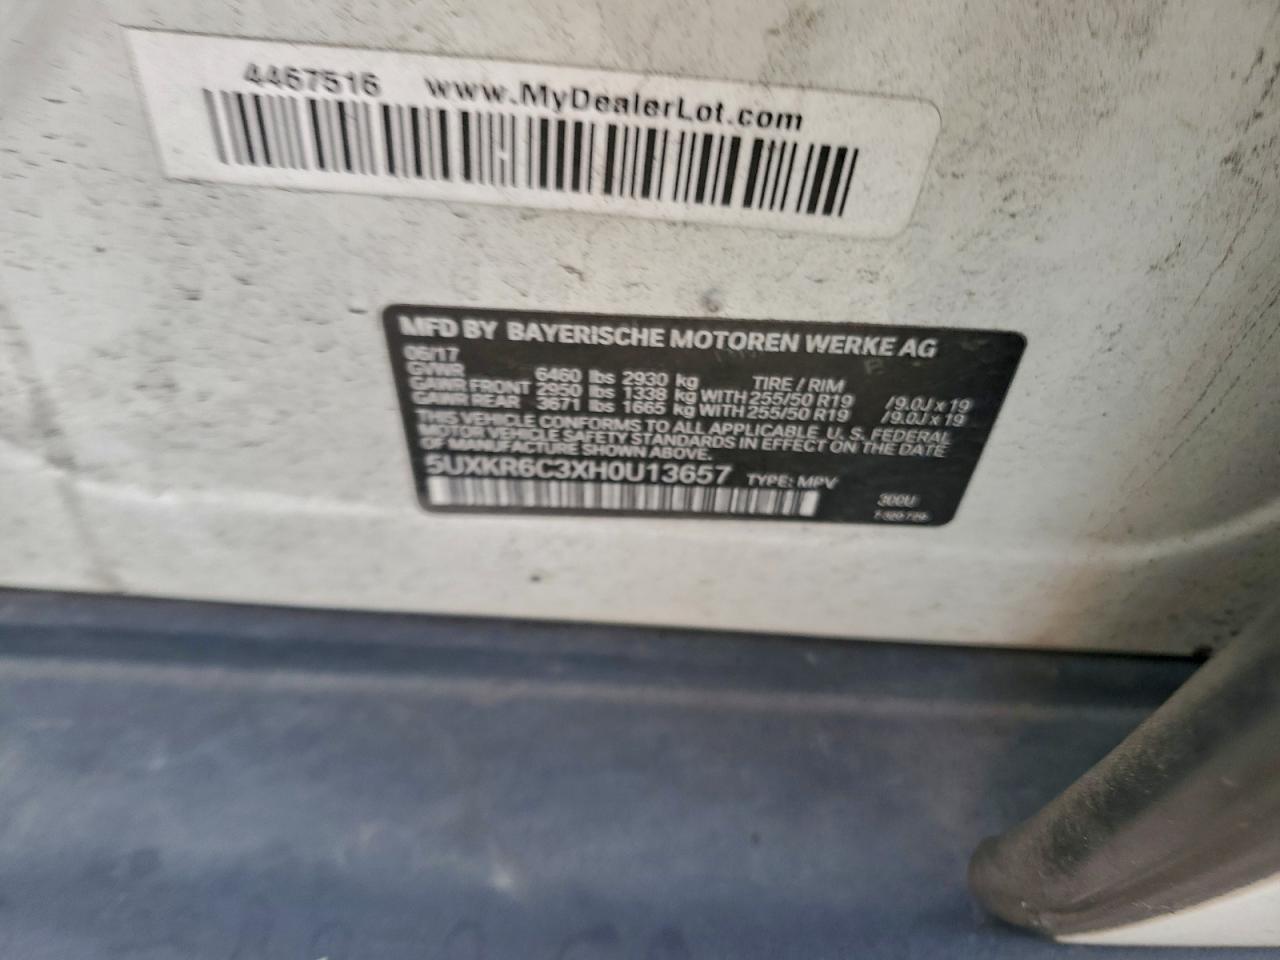 4467516 www.MyDealerLot.com
MFD BY BAYERISCHE MOTOREN WERKE AG
06/17
GVWR 6460 lbs 2930 kg TIRE / RIM
GAWR FRONT 2950 lbs 1338 kg WITH 255/50 R19 /9.0J x 19
GAWR REAR 3671 lbs 1665 kg WITH 255/50 R19 /9.0J x 19
THIS VEHICLE CONFORMS TO ALL APPLICABLE U. S. FEDERAL
MOTOR VEHICLE SAFETY STANDARDS IN EFFECT ON THE DATE
OF MANUFACTURE SHOWN ABOVE.
5UXKR6C3XH0U13657 TYPE: MPV
300U